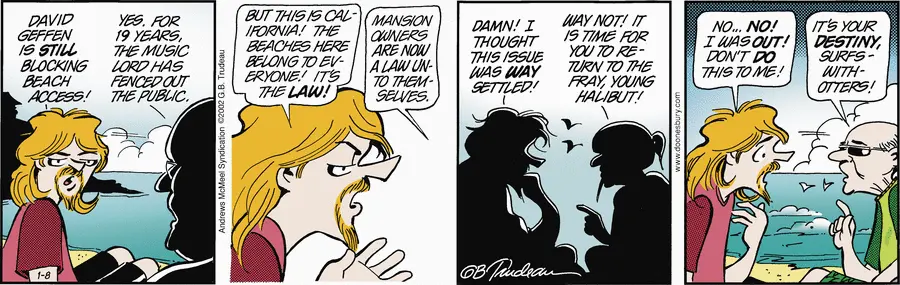 DAVID
GEFFEN
IS STILL
BLOCKING
BEACH
ACCESS!
YES. FOR
19 YEARS,
THE MUSIC
LORD HAS
FENCED OUT
THE PUBLIC.
1-8
Andrews McMeel Syndication ©2002 G.B. Trudeau
BUT THIS IS CAL-
IFORNIA! THE
BEACHES HERE
BELONG TO EV-
ERYONE! IT'S
THE LAW!
MANSION
OWNERS
ARE NOW
A LAW UN-
TO THEM-
SELVES.
DAMN! I
THOUGHT
THIS ISSUE
WAS WAY
SETTLED!
WAY NOT! IT
IS TIME FOR
YOU TO RE-
TURN TO THE
FRAY, YOUNG
HALIBUT!
GB Trudeau
www.doonesbury.com
NO... NO!
I WAS OUT!
DON'T DO
THIS TO ME!
IT'S YOUR
DESTINY,
SURFS-
WITH-
OTTERS!